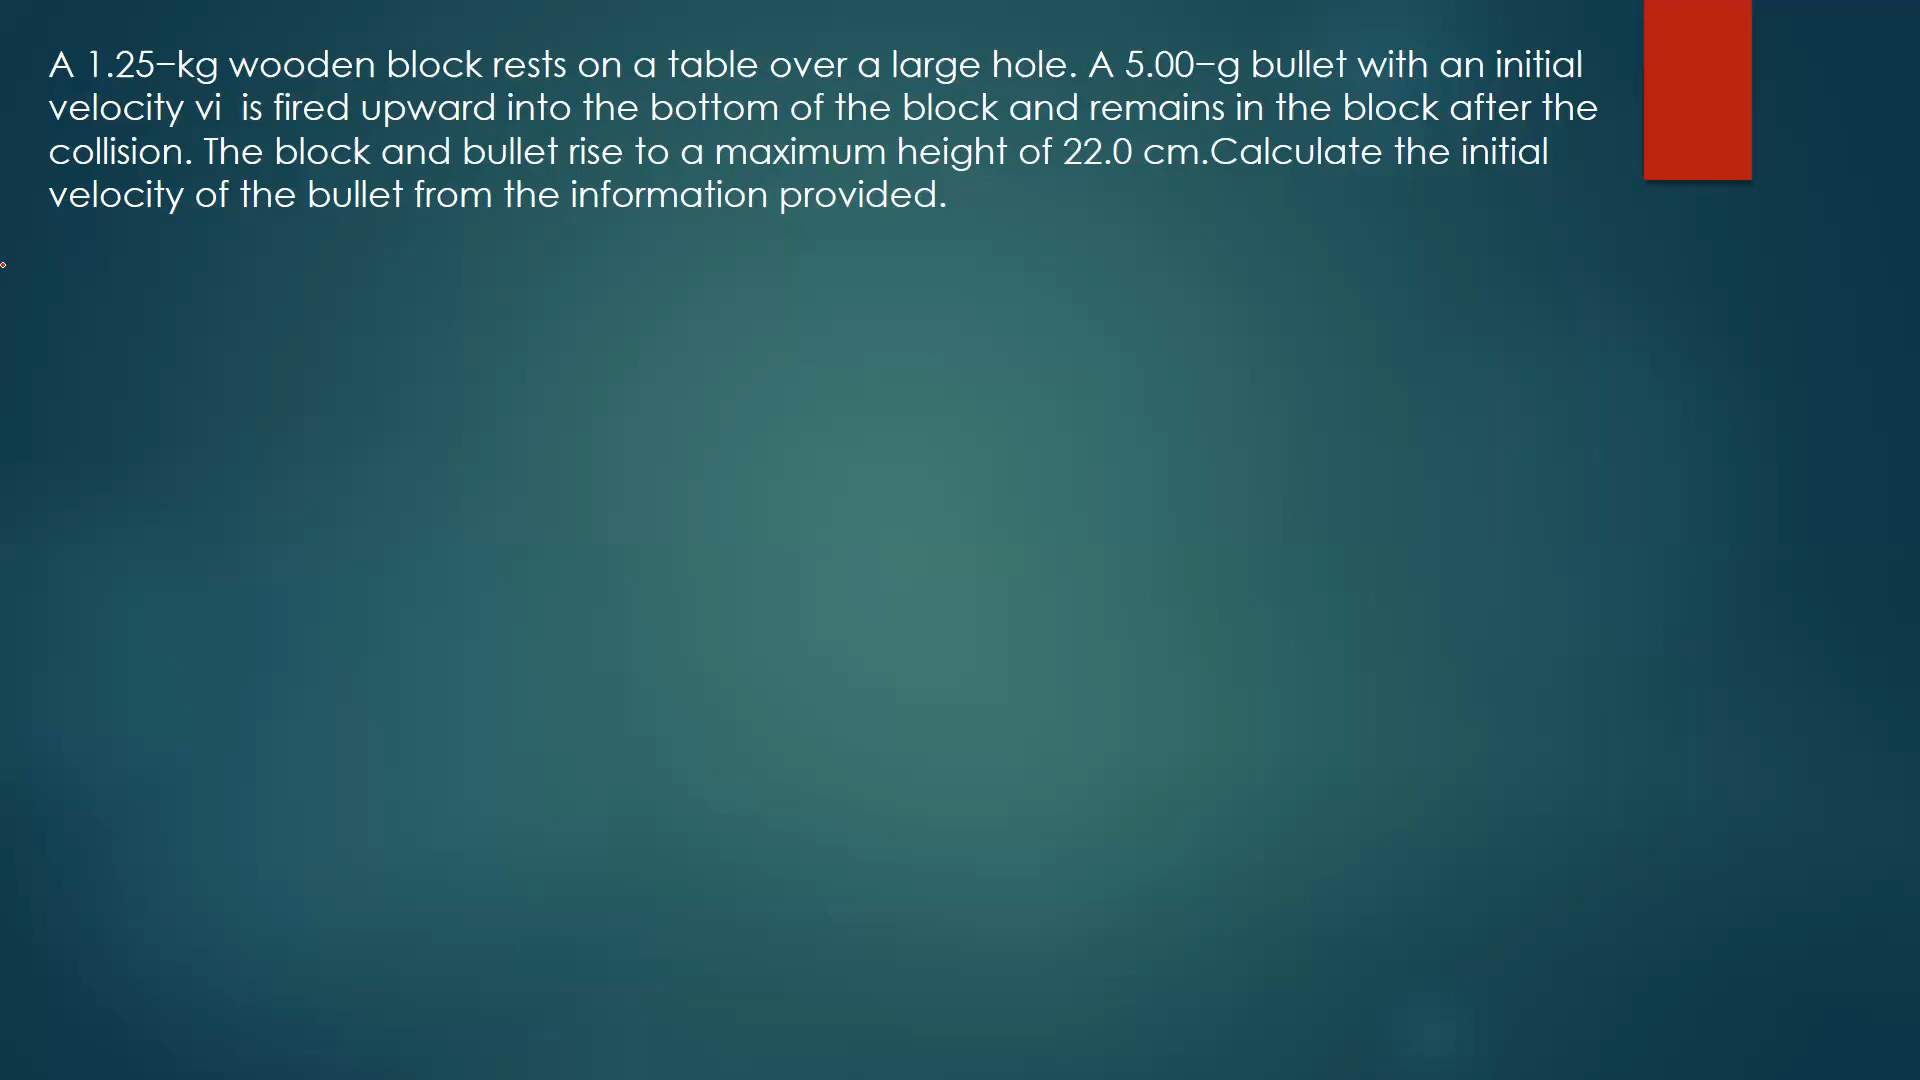 A 1.25−kg wooden block rests on a table over a large hole. A 5.00−g bullet with an initial
velocity vi  is fired upward into the bottom of the block and remains in the block after the
collision. The block and bullet rise to a maximum height of 22.0 cm.Calculate the initial
velocity of the bullet from the information provided.